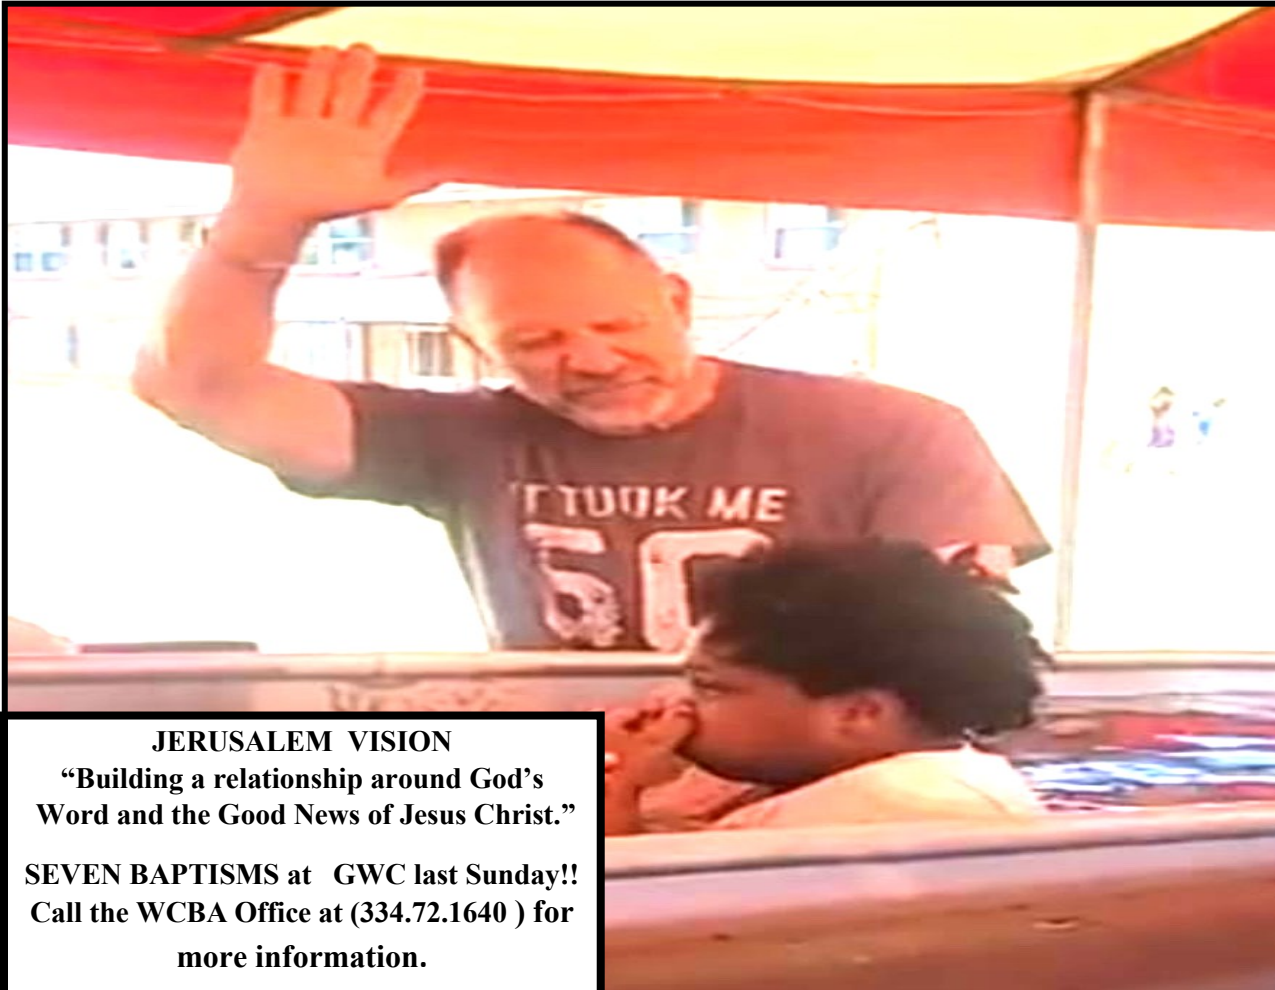 TOOK ME
JERUSALEM VISION
“Building a relationship around God’s
Word and the Good News of Jesus Christ.”
SEVEN BAPTISMS at GWC last Sunday!!
Call the WCBA Office at (334.72.1640 ) for
more information.